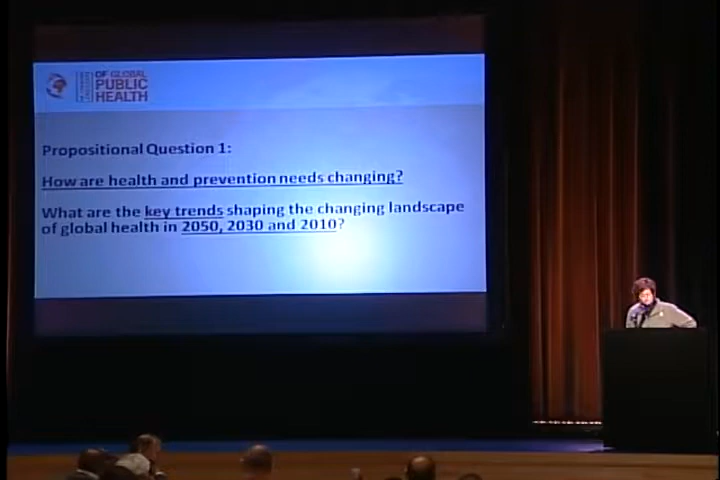 OF GLOBAL
PUBLIC
HEALTH
Propositional Question 1:
How are health and prevention needs changing?
What are the key trends shaping the changing landscape
of global health in 2050, 2030 and 2010?